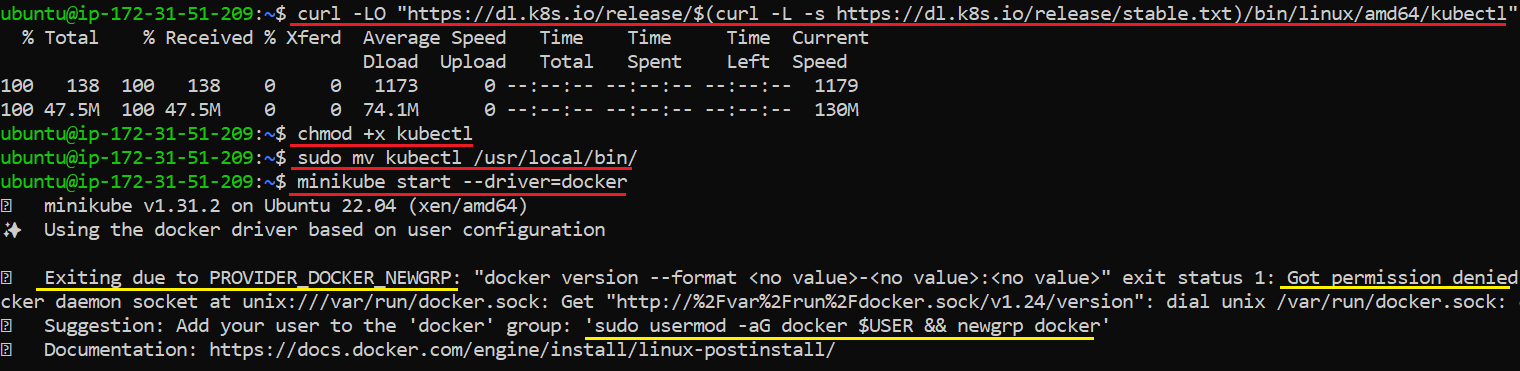 ubuntu@ip-172-31-51-209:~$ curl -LO "https://dl.k8s.io/release/$(curl -L -s https://dl.k8s.io/release/stable.txt)/bin/linux/amd64/kubectl"
  % Total    % Received % Xferd  Average Speed   Time    Time     Time  Current
                                 Dload  Upload   Total   Spent    Left  Speed
100   138  100   138    0     0   1173      0 --:--:-- --:--:-- --:--:--  1179
100 47.5M  100 47.5M    0     0  74.1M      0 --:--:-- --:--:-- --:--:--  130M
ubuntu@ip-172-31-51-209:~$ chmod +x kubectl
ubuntu@ip-172-31-51-209:~$ sudo mv kubectl /usr/local/bin/
ubuntu@ip-172-31-51-209:~$ minikube start --driver=docker
minikube v1.31.2 on Ubuntu 22.04 (xen/amd64)
✨  Using the docker driver based on user configuration
Exiting due to PROVIDER_DOCKER_NEWGRP: "docker version --format <no value>-<no value>:<no value>" exit status 1: Got permission denied
cker daemon socket at unix:///var/run/docker.sock: Get "http://%2Fvar%2Frun%2Fdocker.sock/v1.24/version": dial unix /var/run/docker.sock:
Suggestion: Add your user to the 'docker' group: 'sudo usermod -aG docker $USER && newgrp docker'
Documentation: https://docs.docker.com/engine/install/linux-postinstall/